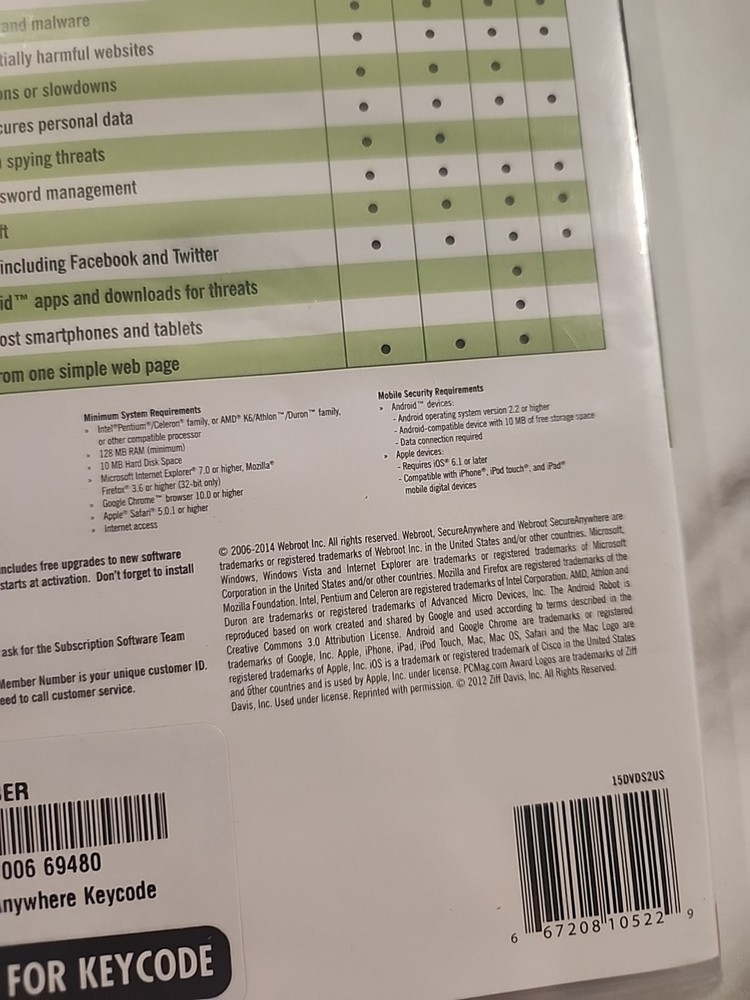 and malware
tially harmful websites
ons or slowdowns
cures personal data
spying threats
sword management
ft
including Facebook and Twitter
id™ apps and downloads for threats
ost smartphones and tablets
om one simple web page
Minimum System Requirements
» Intel® Pentium®/Celeron® family, or AMD® K6/Athlon™/Duron™ family,
or other compatible processor
» 128 MB RAM (minimum)
» 10 MB Hard Disk Space
» Microsoft Internet Explorer® 7.0 or higher, Mozilla®
Firefox® 3.6 or higher (32-bit only)
» Google Chrome™ browser 10.0 or higher
» Apple® Safari® 5.0.1 or higher
» Internet access
Mobile Security Requirements
» Android™ devices:
- Android operating system version 2.2 or higher
- Android-compatible device with 10 MB of free storage space
- Data connection required
» Apple devices:
- Requires iOS® 6.1 or later
- Compatible with iPhone®, iPod touch®, and iPad®
mobile digital devices
ncludes free upgrades to new software
starts at activation. Don't forget to install
ask for the Subscription Software Team
Member Number is your unique customer ID.
eed to call customer service.
© 2006-2014 Webroot Inc. All rights reserved. Webroot, SecureAnywhere and Webroot SecureAnywhere are
trademarks or registered trademarks of Webroot Inc. in the United States and/or other countries. Microsoft,
Windows, Windows Vista and Internet Explorer are trademarks or registered trademarks of Microsoft
Corporation in the United States and/or other countries. Mozilla and Firefox are registered trademarks of the
Mozilla Foundation. Intel, Pentium and Celeron are registered trademarks of Intel Corporation. AMD, Athlon and
Duron are trademarks or registered trademarks of Advanced Micro Devices, Inc. The Android Robot is
reproduced based on work created and shared by Google and used according to terms described in the
Creative Commons 3.0 Attribution License. Android and Google Chrome are trademarks or registered
trademarks of Google, Inc. Apple, iPhone, iPad, iPod Touch, Mac, Mac OS, Safari and the Mac Logo are
registered trademarks of Apple, Inc. iOS is a trademark or registered trademark of Cisco in the United States
and other countries and is used by Apple, Inc. under license. PCMag.com Award Logos are trademarks of Ziff
Davis, Inc. Used under license. Reprinted with permission. © 2012 Ziff Davis, Inc. All Rights Reserved.
BER
006 69480
nywhere Keycode
FOR KEYCODE
15DVDS2US
6 67208 10522 9